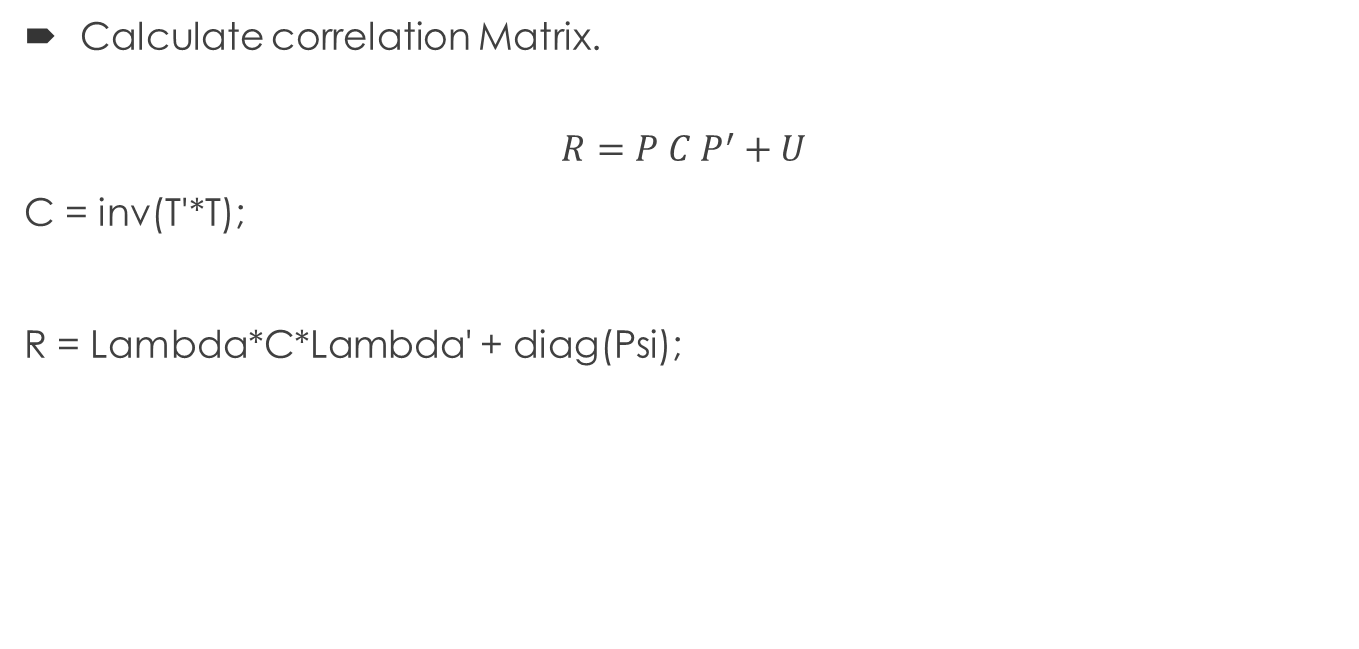 Calculate correlation Matrix.
R = P C P′ + U
C = inv(T'*T);
R = Lambda*C*Lambda' + diag(Psi);